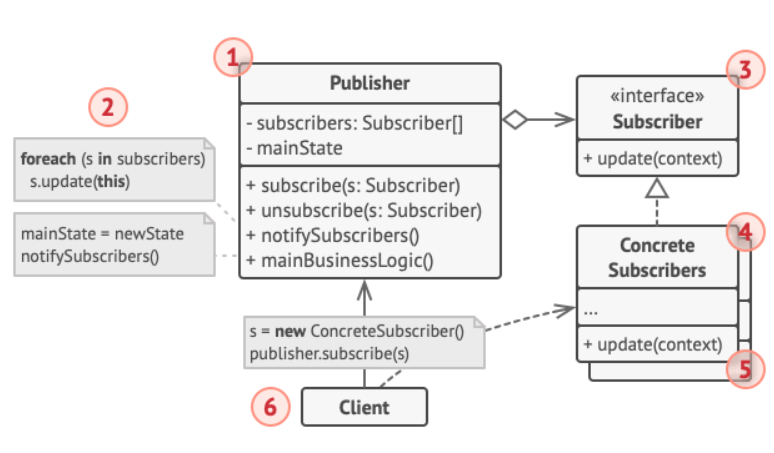 1
Publisher
- subscribers: Subscriber[]
- mainState
+ subscribe(s: Subscriber)
+ unsubscribe(s: Subscriber)
+ notifySubscribers()
+ mainBusinessLogic()
2
foreach (s in subscribers)
s.update(this)
mainState = newState
notifySubscribers()
3
«interface»
Subscriber
+ update(context)
4
Concrete
Subscribers
...
+ update(context)
5
s = new ConcreteSubscriber()
publisher.subscribe(s)
6
Client